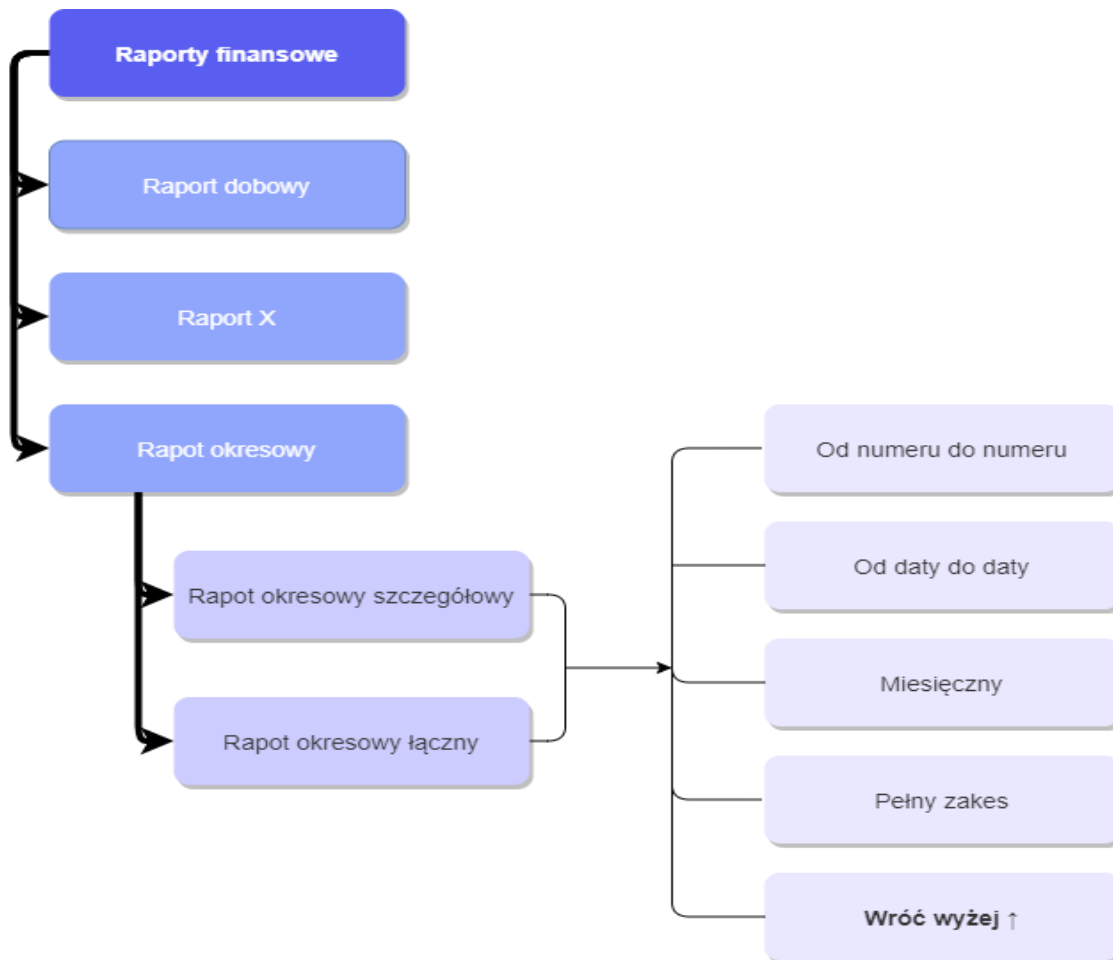 Raporty finansowe
Raport dobowy
Raport X
Rapot okresowy
Rapot okresowy szczegółowy
Rapot okresowy łączny
Od numeru do numeru
Od daty do daty
Miesięczny
Pełny zakes
Wróć wyżej ↑